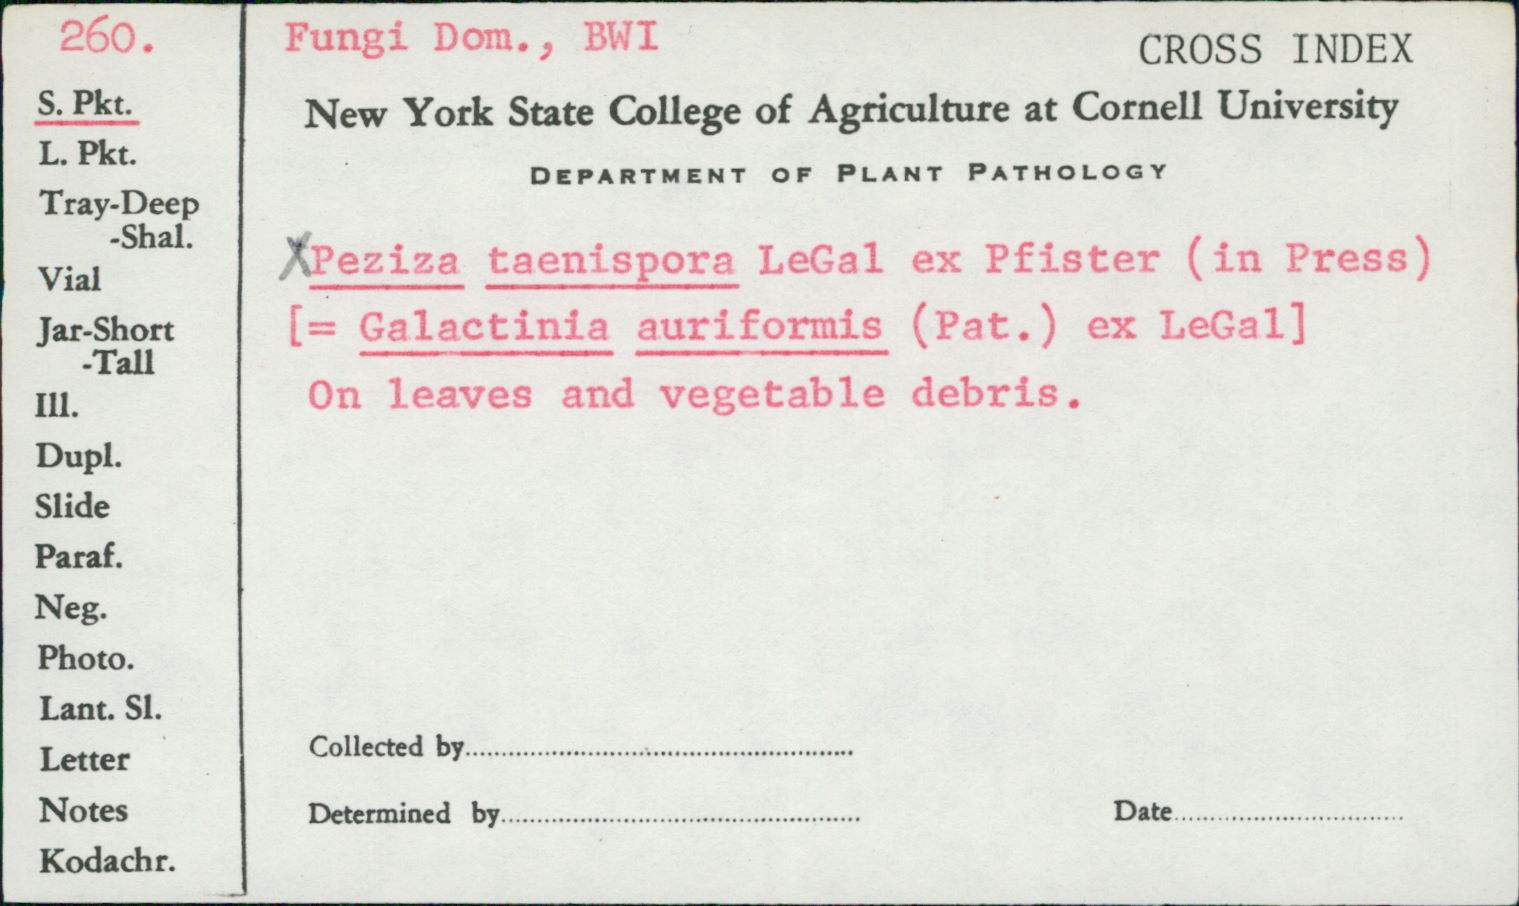 260.
S. Pkt.
L. Pkt.
Tray-Deep
-Shal.
Vial
Jar-Short
-Tall
Ill.
Dupl.
Slide
Paraf.
Neg.
Photo.
Lant. Sl.
Letter
Notes
Kodachr.
Fungi Dom., BWI
CROSS INDEX
New York State College of Agriculture at Cornell University
DEPARTMENT OF PLANT PATHOLOGY
X Peziza taenispora LeGal ex Pfister (in Press)
[= Galactinia auriformis (Pat.) ex LeGal]
On leaves and vegetable debris.
Collected by
Determined by
Date